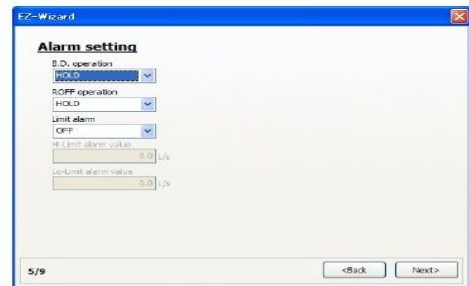 EZ-Wizard
Alarm setting
B.D. operation
HOLD
ROFF operation
HOLD
Limit alarm
OFF
Hi-Limit alarm value
0.0 L/s
Lo-Limit alarm value
0.0 L/s
5/9
<Back
Next>